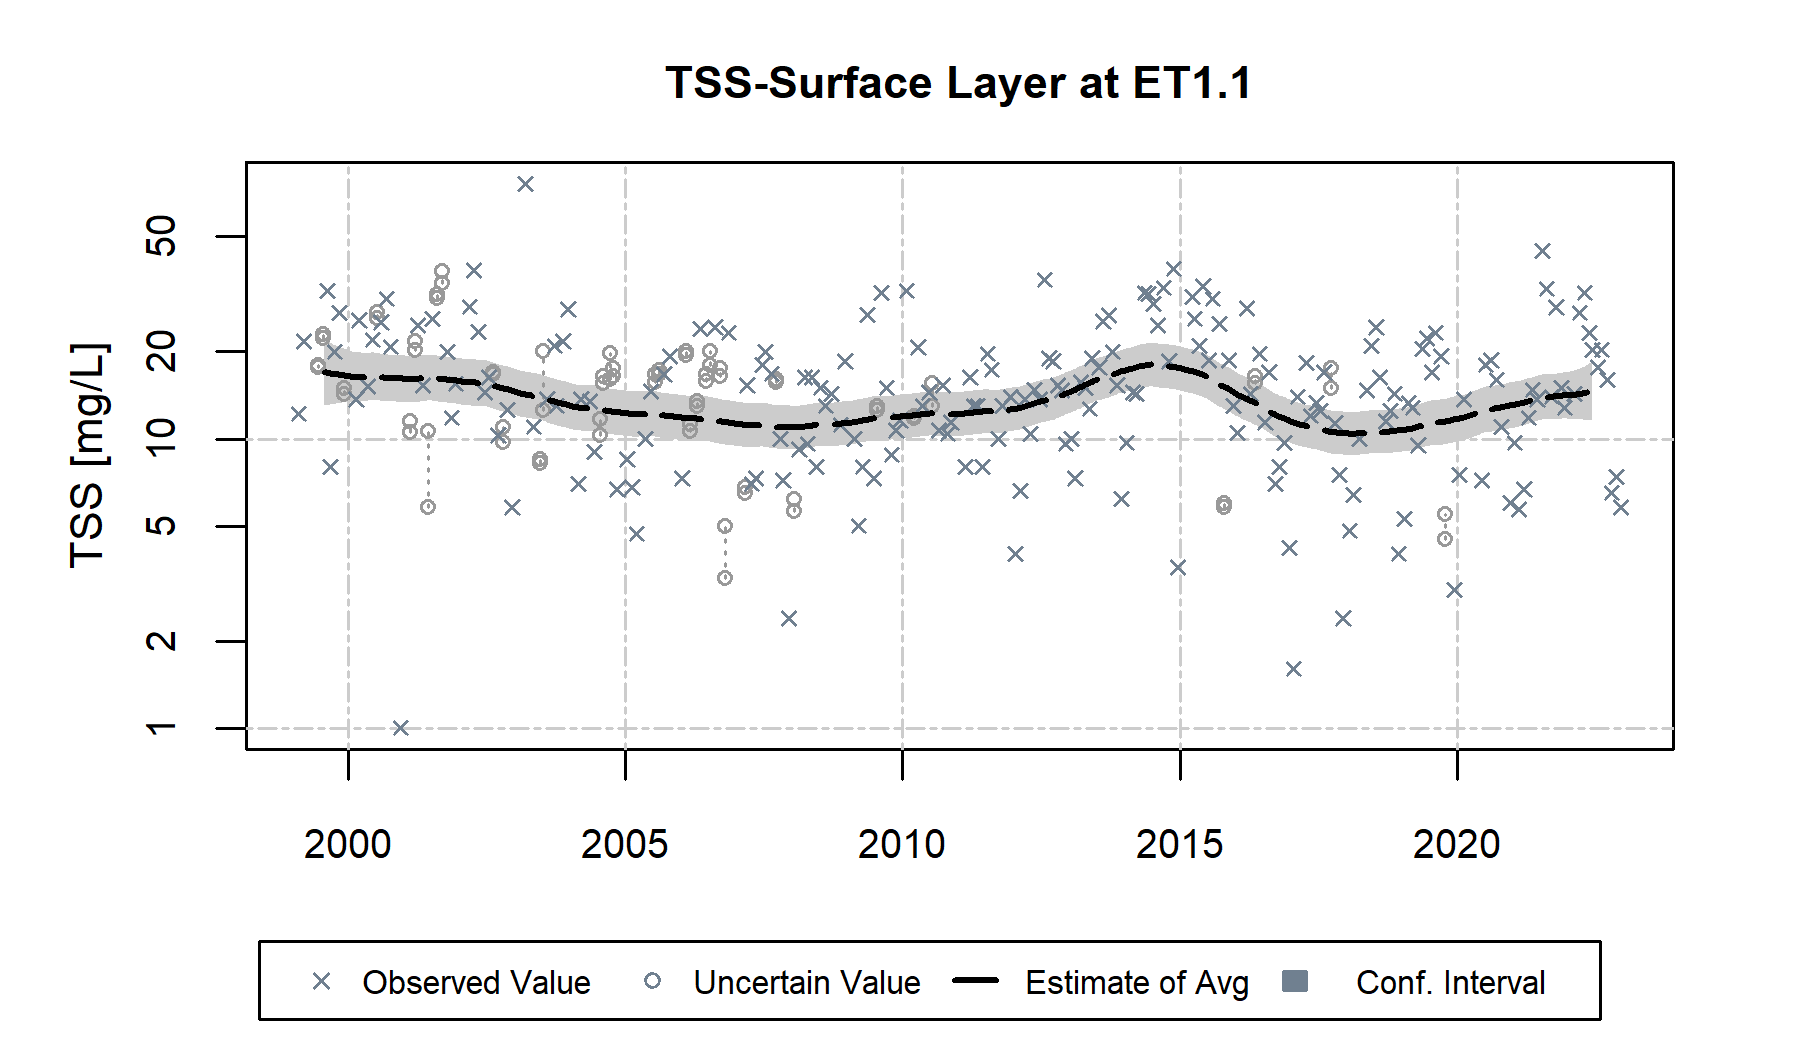 TSS-Surface Layer at ET1.1
TSS [mg/L]
50
20
10
5
2
1
2000 2005 2010 2015 2020
Observed Value Uncertain Value Estimate of Avg Conf. Interval